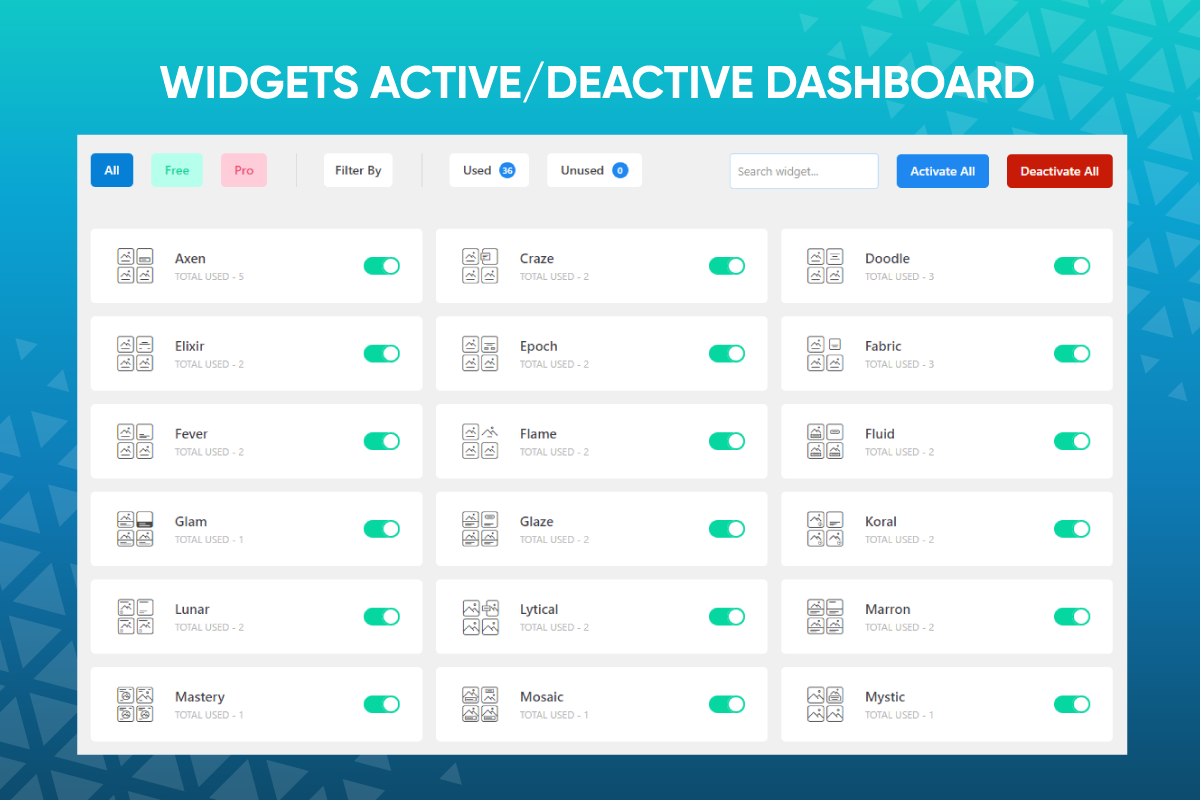 WIDGETS ACTIVE/DEACTIVE DASHBOARD
All Free Pro Filter By Used 36 Unused 0 Search widget... Activate All Deactivate All
Axen
TOTAL USED - 5
Craze
TOTAL USED - 2
Doodle
TOTAL USED - 3
Elixir
TOTAL USED - 2
Epoch
TOTAL USED - 2
Fabric
TOTAL USED - 3
Fever
TOTAL USED - 2
Flame
TOTAL USED - 2
Fluid
TOTAL USED - 2
Glam
TOTAL USED - 1
Glaze
TOTAL USED - 2
Koral
TOTAL USED - 2
Lunar
TOTAL USED - 2
Lytical
TOTAL USED - 2
Marron
TOTAL USED - 2
Mastery
TOTAL USED - 1
Mosaic
TOTAL USED - 1
Mystic
TOTAL USED - 1